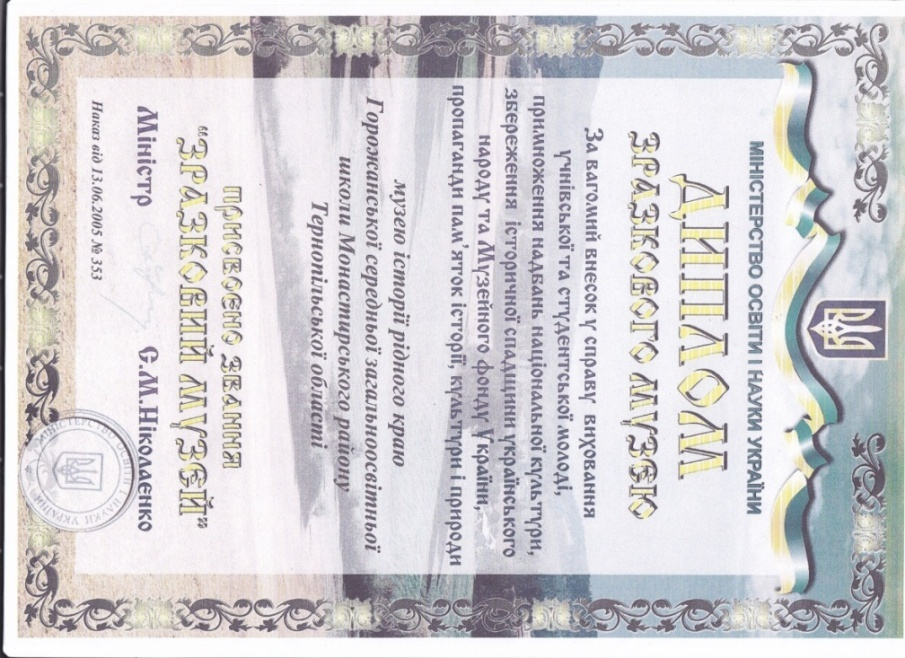 МІНІСТЕРСТВО ОСВІТИ І НАУКИ УКРАЇНИ
ДИПЛОМ
ЗРАЗКОВОГО МУЗЕЮ
За вагомий внесок у справу виховання
учнівської та студентської молоді,
примноження надбань національної культури,
збереження історичної спадщини українського
народу та Музейного фонду України,
пропаганди пам'яток історії, культури і природи
музею історії рідного краю
Горожанської середньої загальноосвітньої
школи Монастирського району
Тернопільської області
присвоєно звання
“ЗРАЗКОВИЙ МУЗЕЙ”
Міністр С.М.Ніколаєнко
Наказ від 13.06.2005 № 353
МІНІСТЕРСТВО ОСВІТИ І НАУКИ УКРАЇНИ